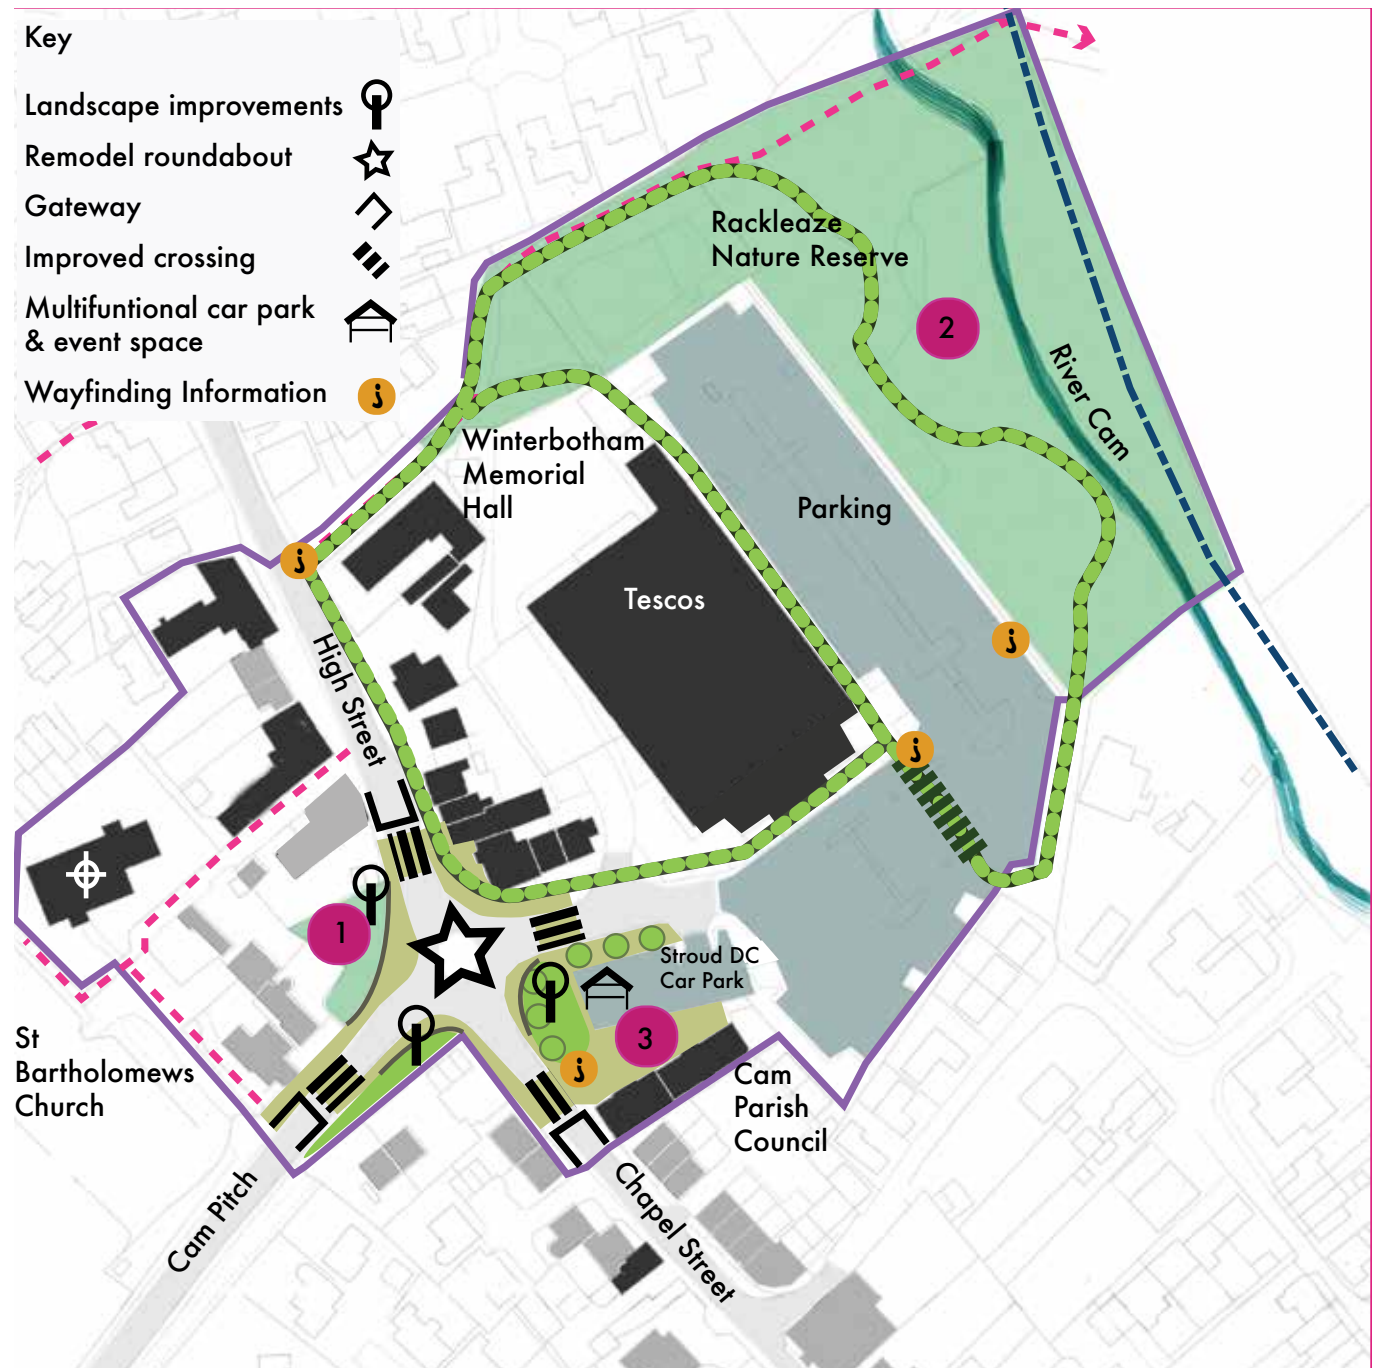 Key
Landscape improvements
Remodel roundabout
Gateway
Improved crossing
Multifuntional car park
& event space
Wayfinding Information
Rackleaze
Nature Reserve
2
River Cam
Winterbotham
Memorial
Hall
Parking
Tescos
High Street
1
Stroud DC
Car Park
3
St
Bartholomews
Church
Cam
Parish
Council
Cam Pitch
Chapel Street